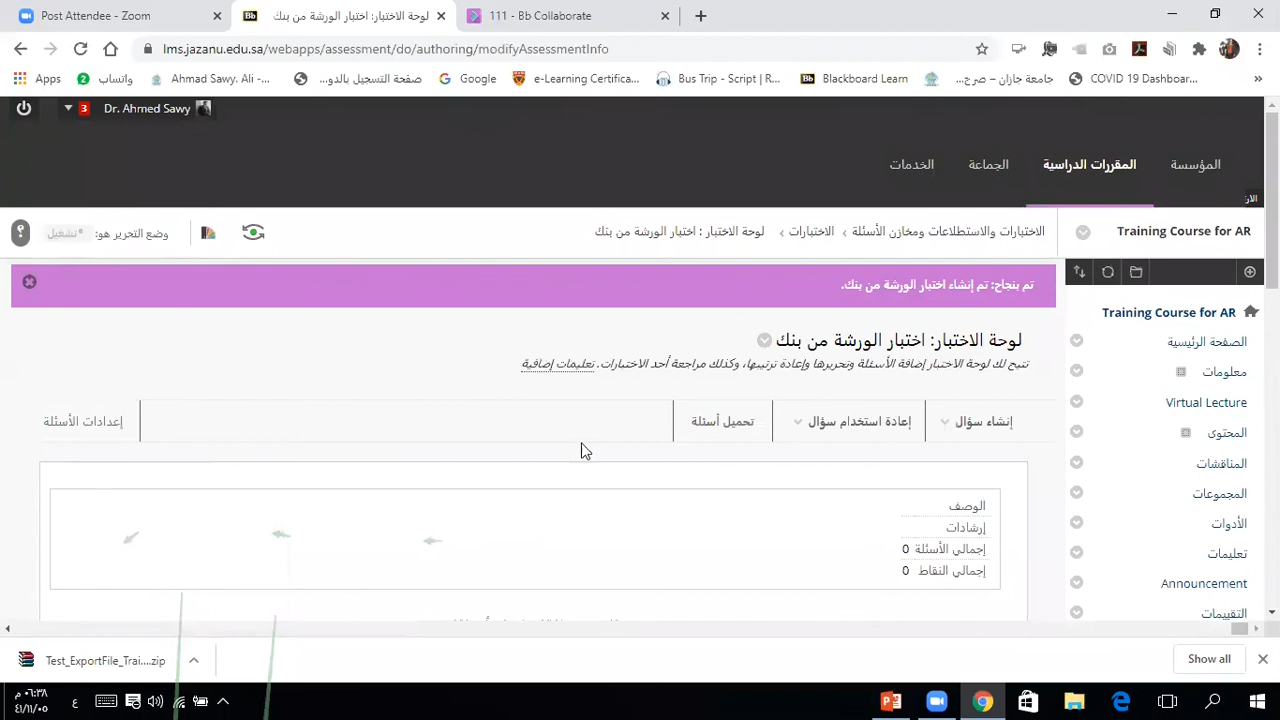 Post Attendee - Zoom
لوحة الاختبار: اختبار الورشة من بنك
111 - Bb Collaborate
lms.jazanu.edu.sa/webapps/assessment/do/authoring/modifyAssessmentInfo
Apps
واتساب
Ahmad Sawy. Ali -...
صفحة التسجيل بالدو...
Google
e-Learning Certifica...
Bus Trip - Script | R...
Blackboard Learn
جامعة جازان – صرح...
COVID 19 Dashboar...
3
Dr. Ahmed Sawy
المؤسسة
المقررات الدراسية
الجماعة
الخدمات
Training Course for AR
الاختبارات والاستطلاعات ومخازن الأسئلة
الاختبارات
لوحة الاختبار : اختبار الورشة من بنك
وضع التحرير هو:
تشغيل
تم بنجاح: تم إنشاء اختبار الورشة من بنك.
Training Course for AR
الصفحة الرئيسية
معلومات
Virtual Lecture
المحتوى
المناقشات
المجموعات
الأدوات
تعليمات
Announcement
التقييمات
لوحة الاختبار: اختبار الورشة من بنك
تتيح لك لوحة الاختبار إضافة الأسئلة وتحريرها وإعادة ترتيبها، وكذلك مراجعة أحد الاختبارات. تعليمات إضافية
إنشاء سؤال
إعادة استخدام سؤال
تحميل أسئلة
إعدادات الأسئلة
الوصف
إرشادات
إجمالي الأسئلة 0
إجمالي النقاط 0
Test_ExportFile_Trai....zip
Show all
ع
٠٦:٣٨ م
٤١/١١/٠٥